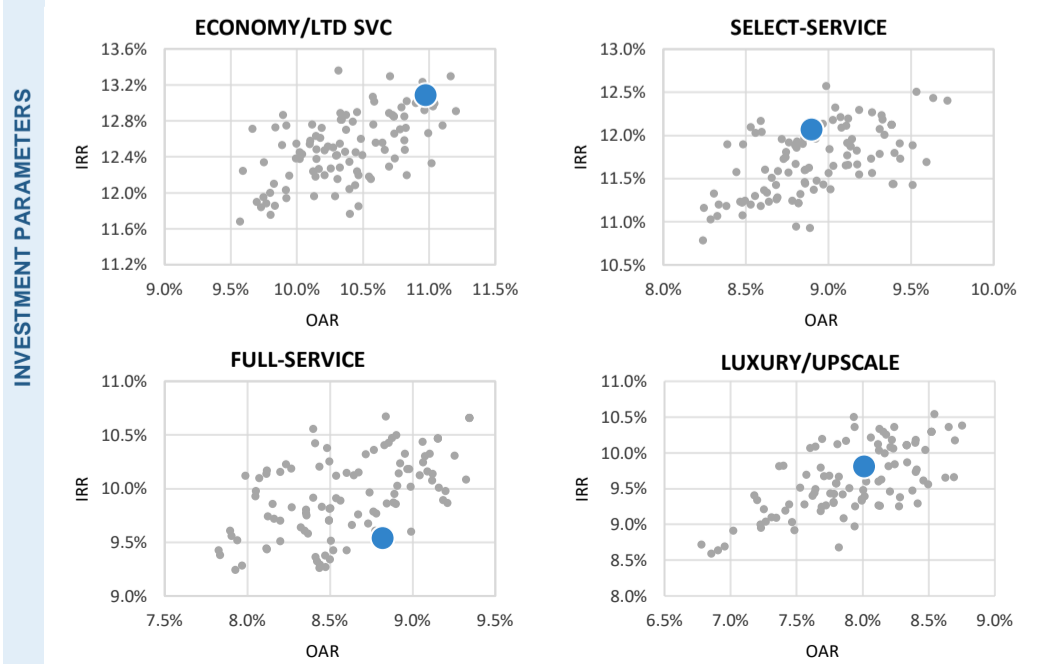 INVESTMENT PARAMETERS
ECONOMY/LTD SVC
13.6%
13.2%
12.8%
12.4%
12.0%
11.6%
11.2%
IRR
9.0% 9.5% 10.0% 10.5% 11.0% 11.5%
OAR
SELECT-SERVICE
13.0%
12.5%
12.0%
11.5%
11.0%
10.5%
IRR
8.0% 8.5% 9.0% 9.5% 10.0%
OAR
FULL-SERVICE
11.0%
10.5%
10.0%
9.5%
9.0%
IRR
7.5% 8.0% 8.5% 9.0% 9.5%
OAR
LUXURY/UPSCALE
11.0%
10.5%
10.0%
9.5%
9.0%
8.5%
8.0%
IRR
6.5% 7.0% 7.5% 8.0% 8.5% 9.0%
OAR